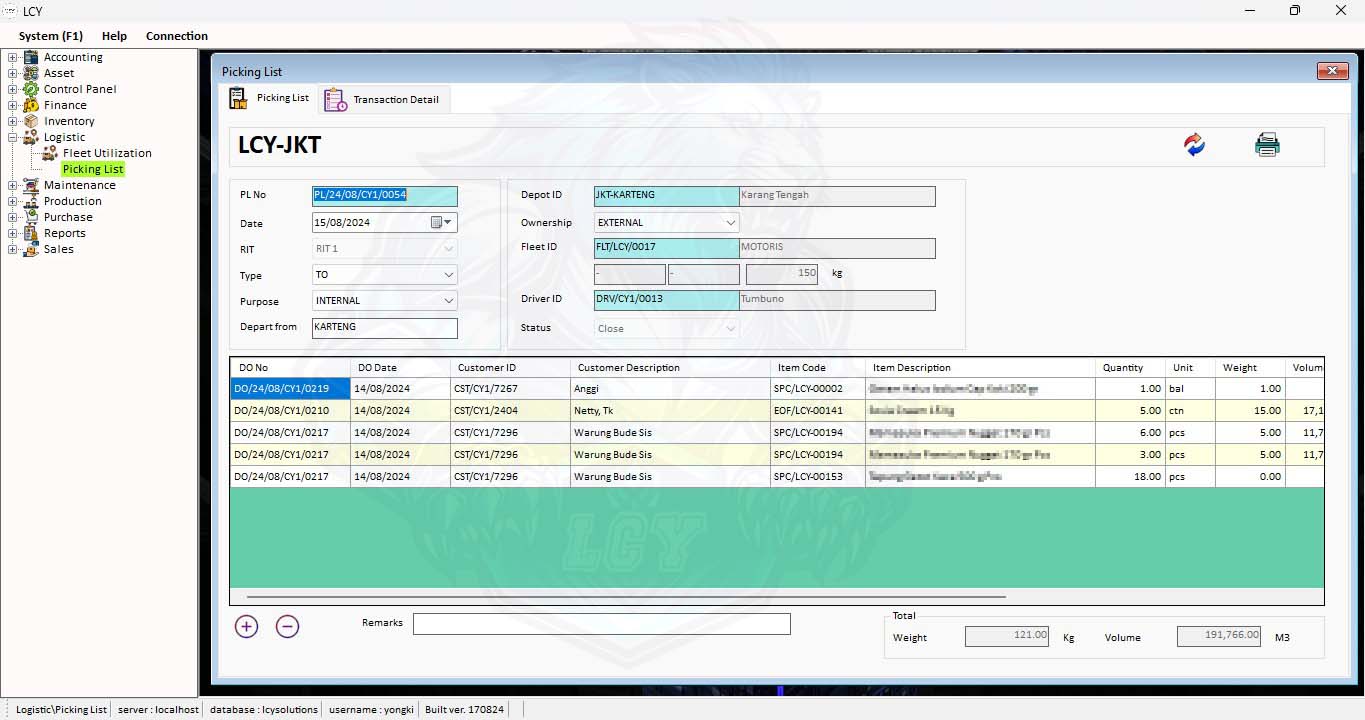 LCY
System (F1) Help Connection
Accounting
Asset
Control Panel
Finance
Inventory
Logistic
Fleet Utilization
Picking List
Maintenance
Production
Purchase
Reports
Sales
Picking List
Picking List Transaction Detail
LCY-JKT
PL No PL/24/08/CY1/0054
Date 15/08/2024
RIT RIT 1
Type TO
Purpose INTERNAL
Depart from KARTENG
Depot ID JKT-KARTENG Karang Tengah
Ownership EXTERNAL
Fleet ID FLT/LCY/0017 MOTORIS
- - 150 kg
Driver ID DRV/CY1/0013 Tumbuno
Status Close
DO No DO Date Customer ID Customer Description Item Code Item Description Quantity Unit Weight Volum
DO/24/08/CY1/0219 14/08/2024 CST/CY1/7267 Anggi SPC/LCY-00002 1.00 bal 1.00
DO/24/08/CY1/0210 14/08/2024 CST/CY1/2404 Netty, Tk EOF/LCY-00141 5.00 ctn 15.00 17,1
DO/24/08/CY1/0217 14/08/2024 CST/CY1/7296 Warung Bude Sis SPC/LCY-00194 6.00 pcs 5.00 11,7
DO/24/08/CY1/0217 14/08/2024 CST/CY1/7296 Warung Bude Sis SPC/LCY-00194 3.00 pcs 5.00 11,7
DO/24/08/CY1/0217 14/08/2024 CST/CY1/7296 Warung Bude Sis SPC/LCY-00153 18.00 pcs 0.00
LCY
Remarks
Total
Weight 121.00 Kg Volume 191,766.00 M3
Logistic\Picking List server : localhost database : lcysolutions username : yongki Built ver. 170824